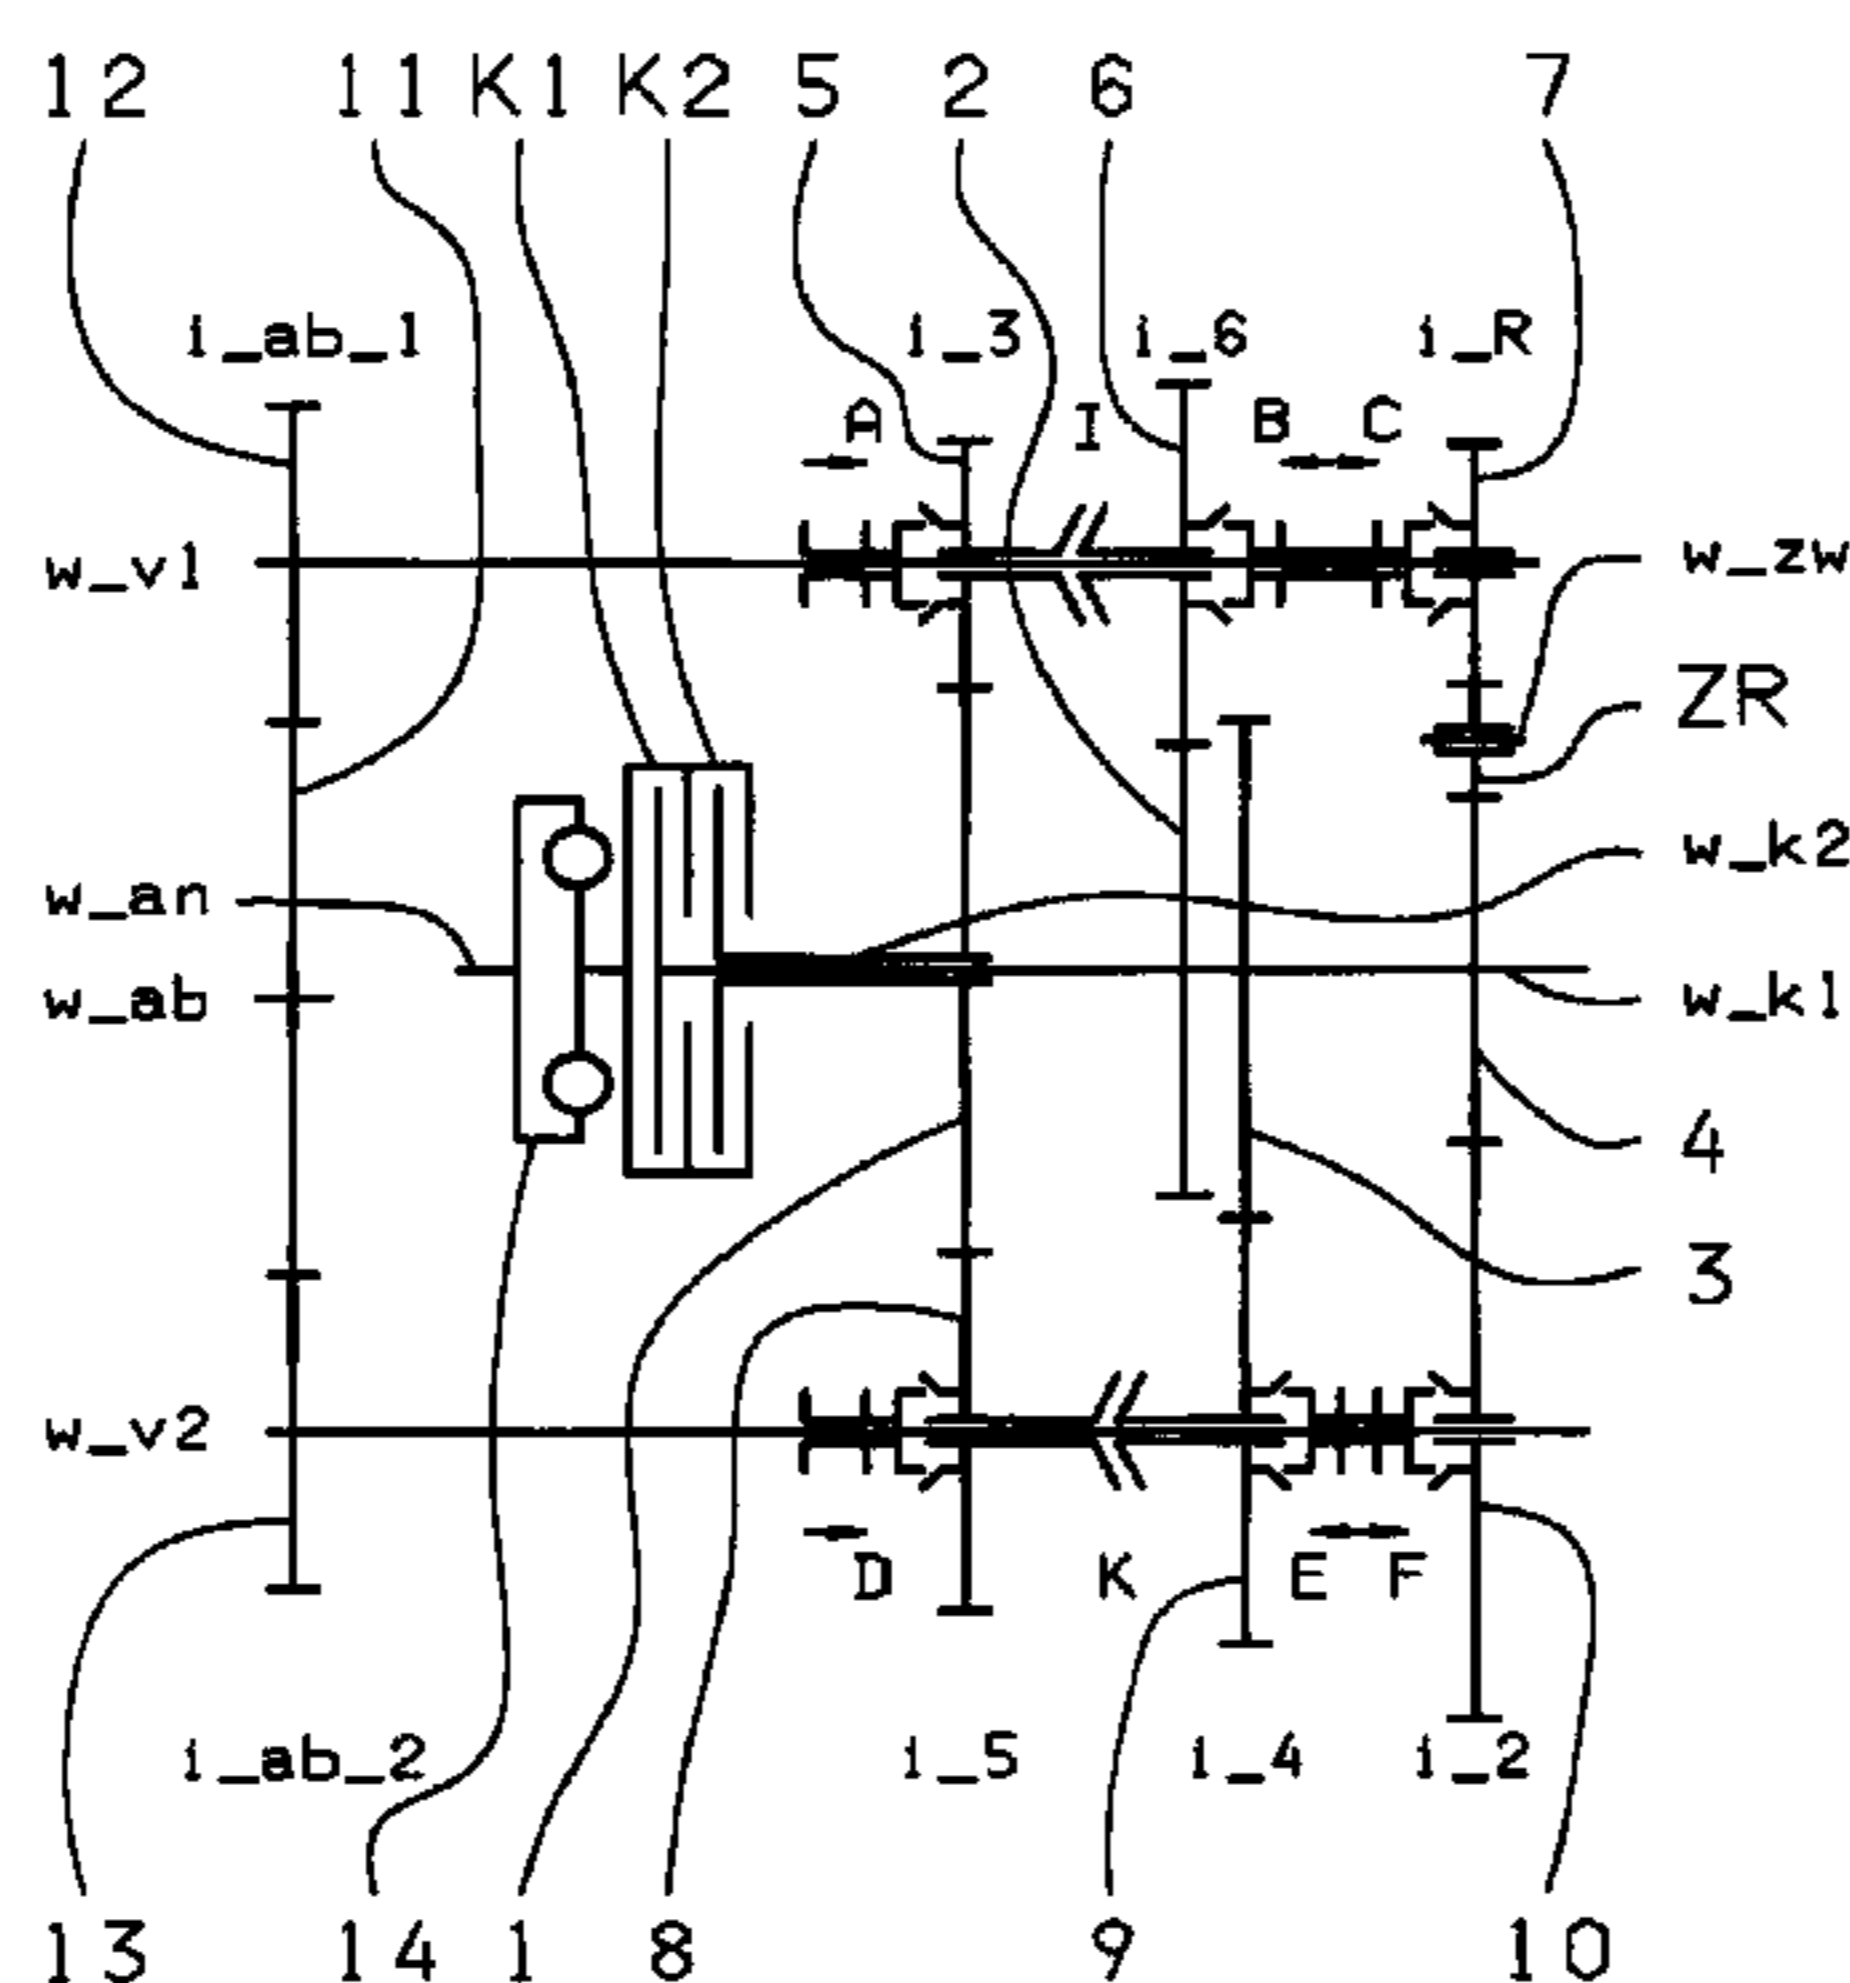 12 11 K1 K2 5 2 6 7
i_ab_1 i_3 i_6 i_R
A I B C
w_v1 w_zw
ZR
w_k2
w_an
w_ab w_k1
4
3
w_v2
D K E F
i_ab_2 i_5 i_4 i_2
13 14 1 8 9 10